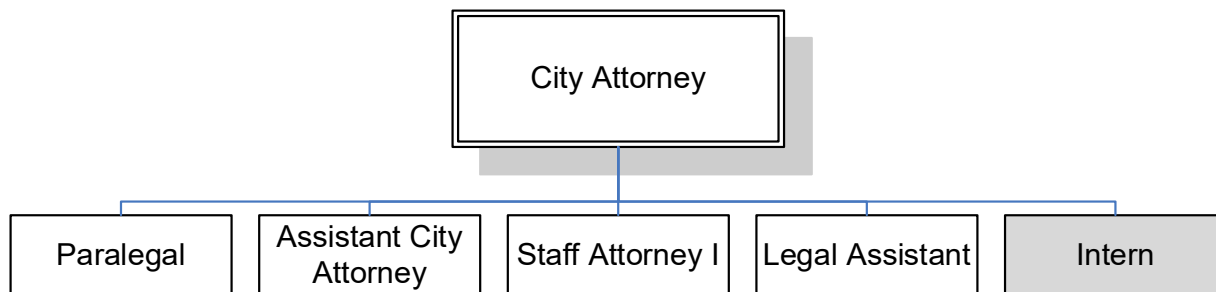 City Attorney
Paralegal
Assistant City
Attorney
Staff Attorney I
Legal Assistant
Intern